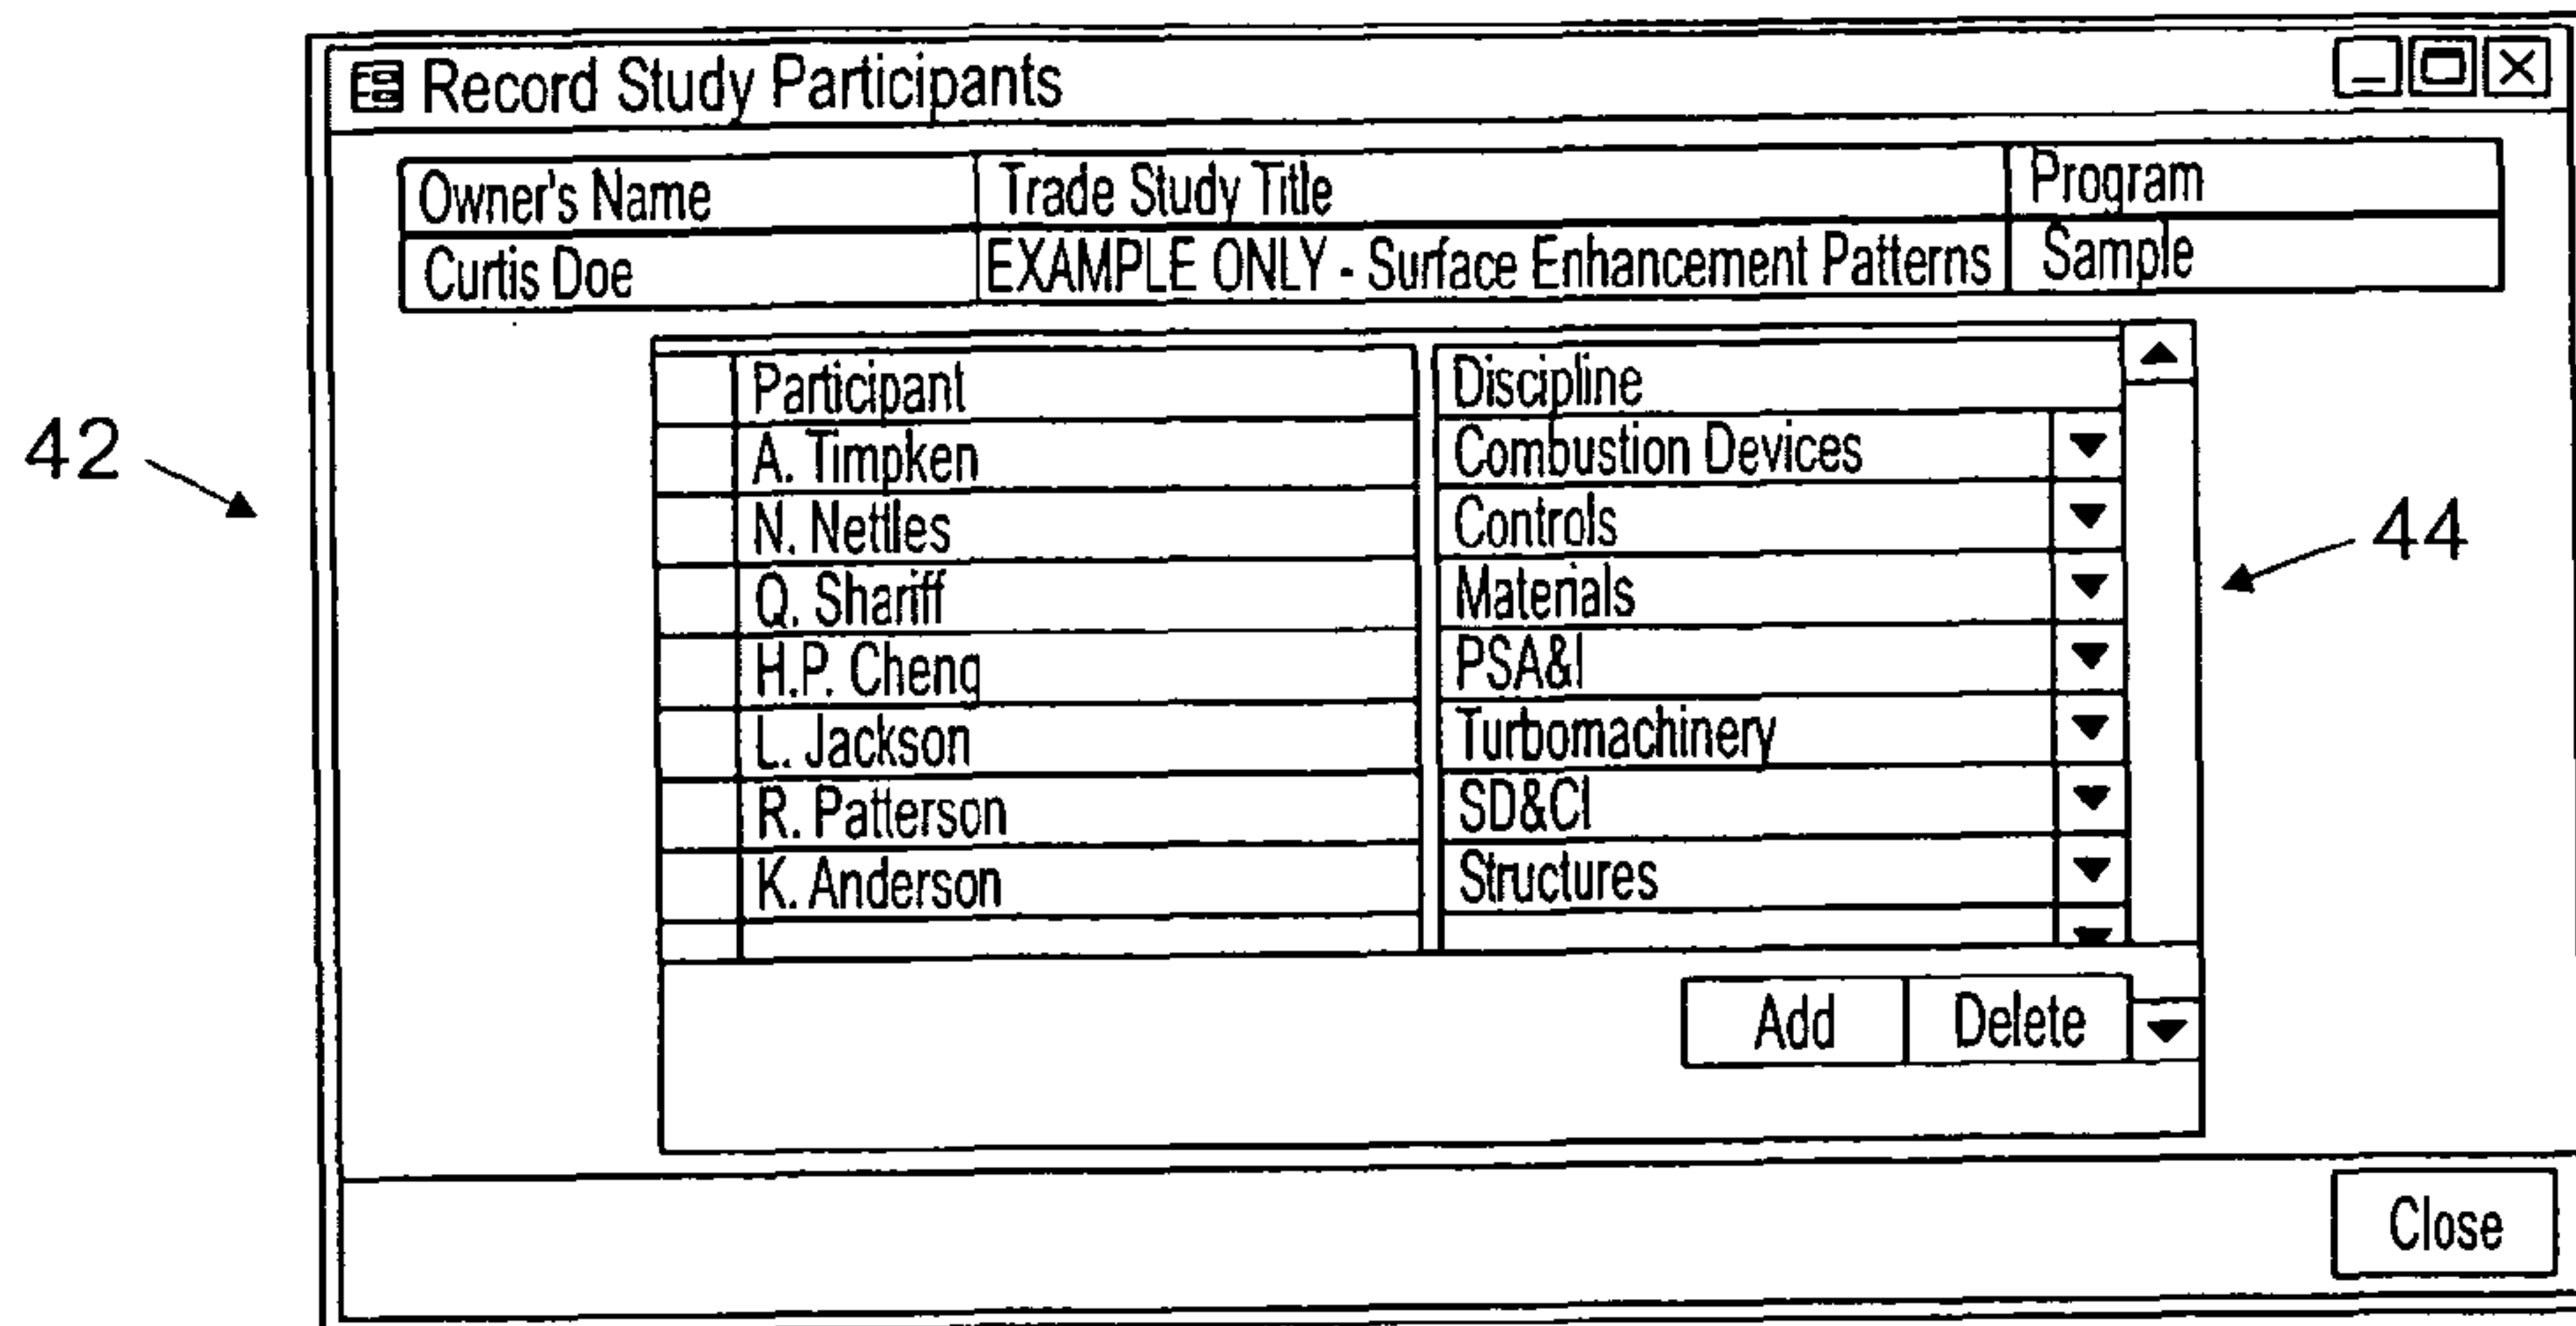 Record Study Participants
Owner's Name Trade Study Title Program
Curtis Doe EXAMPLE ONLY - Surface Enhancement Patterns Sample
Participant Discipline
A. Timpken Combustion Devices
42
N. Nettles Controls
44
Q. Shariff Materials
H.P. Cheng PSA&I
L. Jackson Turbomachinery
R. Patterson SD&CI
K. Anderson Structures
Add Delete
Close